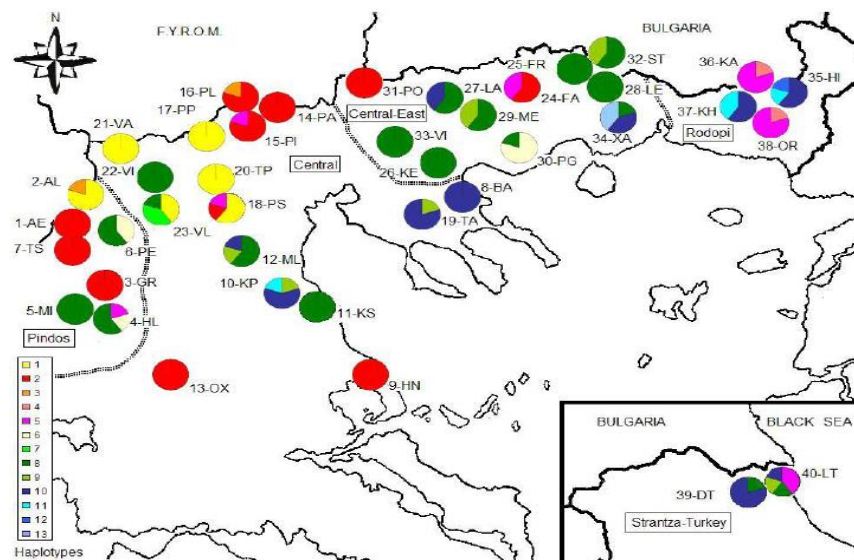 N
F.Y.R.O.M.
BULGARIA
32-ST
25-FR
36-KA
35-HI
16-PL
31-PO
27-LA
24-FA
28-LE
17-PP
14-PA
Central-East
29-ME
37-KH
Rodopi
21-VA
15-PI
33-VI
34-XA
38-OR
22-VI
Central
30-PG
20-TP
26-KE
2-AL
8-BA
18-PS
1-AE
19-TA
23-VL
6-PE
7-TS
12-ML
3-GR
10-KP
5-MI
11-KS
4-HL
Pindos
1
2
3
4
5
6
7
8
9
10
11
12
13
Haplotypes
13-OX
9-HN
BULGARIA
BLACK SEA
40-LT
39-DT
Strantza-Turkey